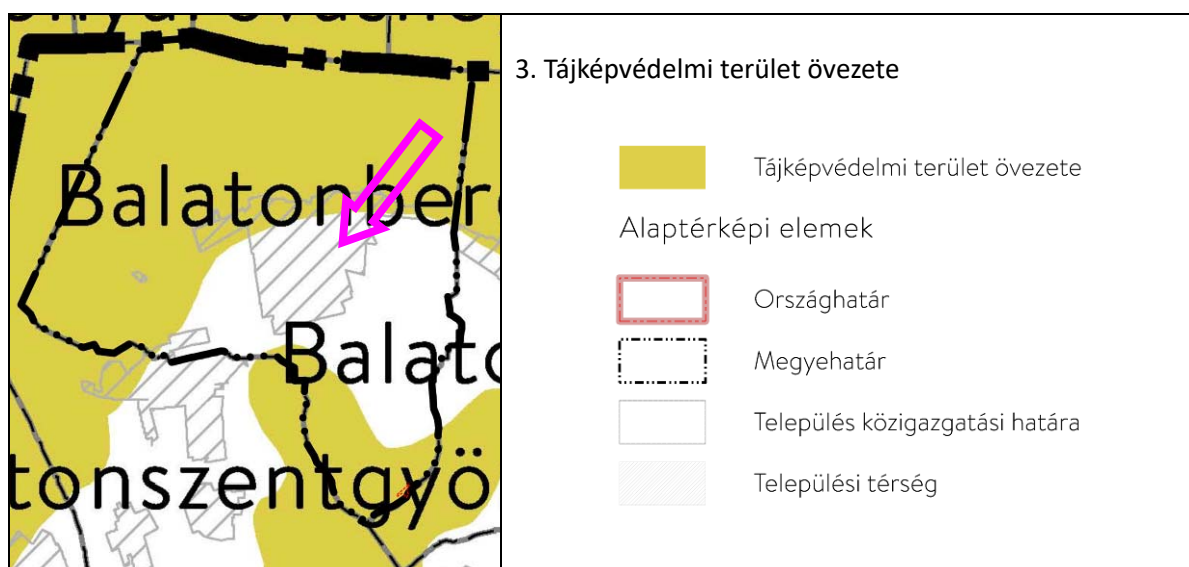 Balatonber
Balato
tonszentgyö
3. Tájképvédelmi terület övezete
Tájképvédelmi terület övezete
Alaptérképi elemek
Országhatár
Megyehatár
Település közigazgatási határa
Települési térség